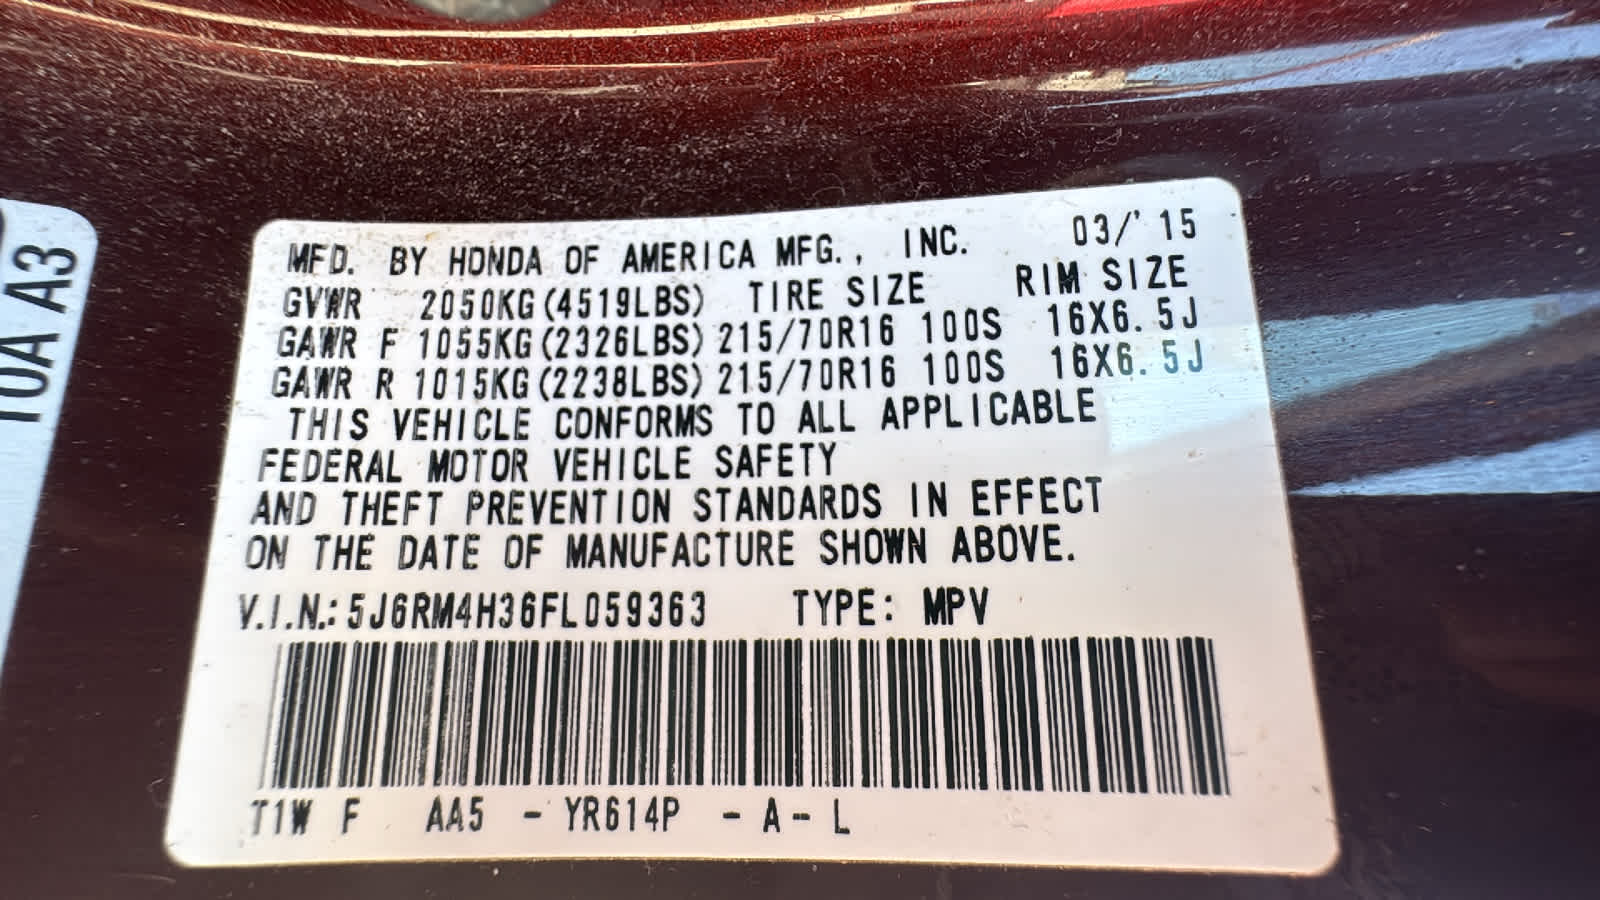 MFD. BY HONDA OF AMERICA MFG., INC. 03/'15
GVWR 2050KG(4519LBS) TIRE SIZE RIM SIZE
GAWR F 1055KG(2326LBS) 215/70R16 100S 16X6.5J
GAWR R 1015KG(2238LBS) 215/70R16 100S 16X6.5J
THIS VEHICLE CONFORMS TO ALL APPLICABLE
FEDERAL MOTOR VEHICLE SAFETY
AND THEFT PREVENTION STANDARDS IN EFFECT
ON THE DATE OF MANUFACTURE SHOWN ABOVE.
V.I.N.: 5J6RM4H36FL059363 TYPE: MPV
T1W F AA5 - YR614P - A - L
A3